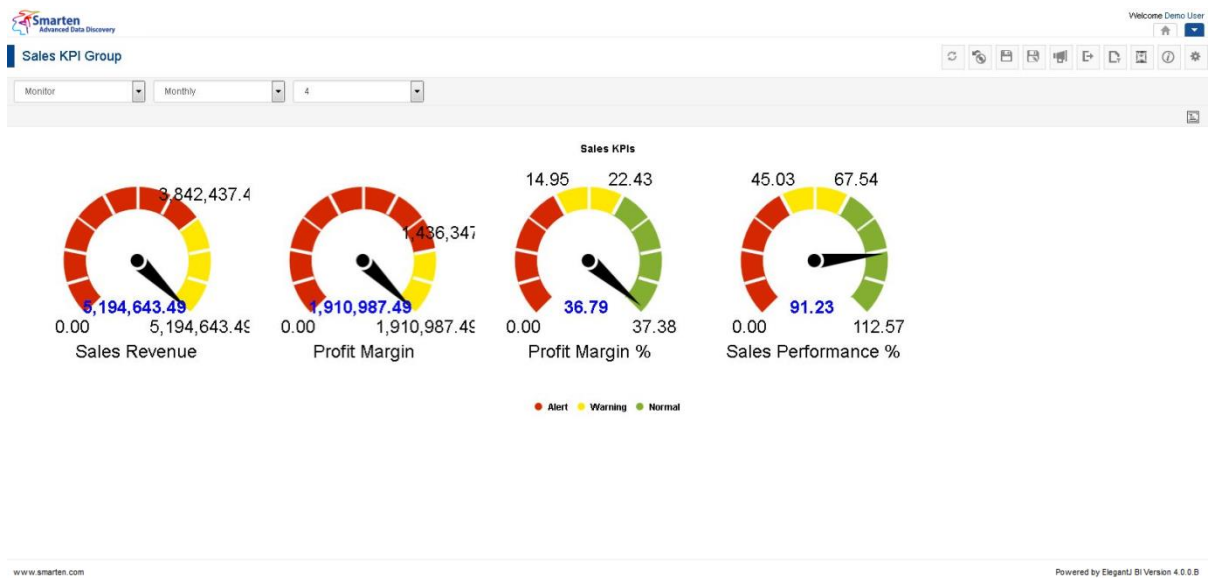 Smarten
Advanced Data Discovery
Welcome Demo User
Sales KPI Group
Monitor Monthly 4
Sales KPIs
3,842,437.4
1,436,347
14.95 22.43
45.03 67.54
5,194,643.49 1,910,987.49 36.79 91.23
0.00 5,194,643.49 0.00 1,910,987.49 0.00 37.38 0.00 112.57
Sales Revenue Profit Margin Profit Margin % Sales Performance %
Alert Warning Normal
www.smarten.com Powered by ElegantJ BI Version 4.0.0.B